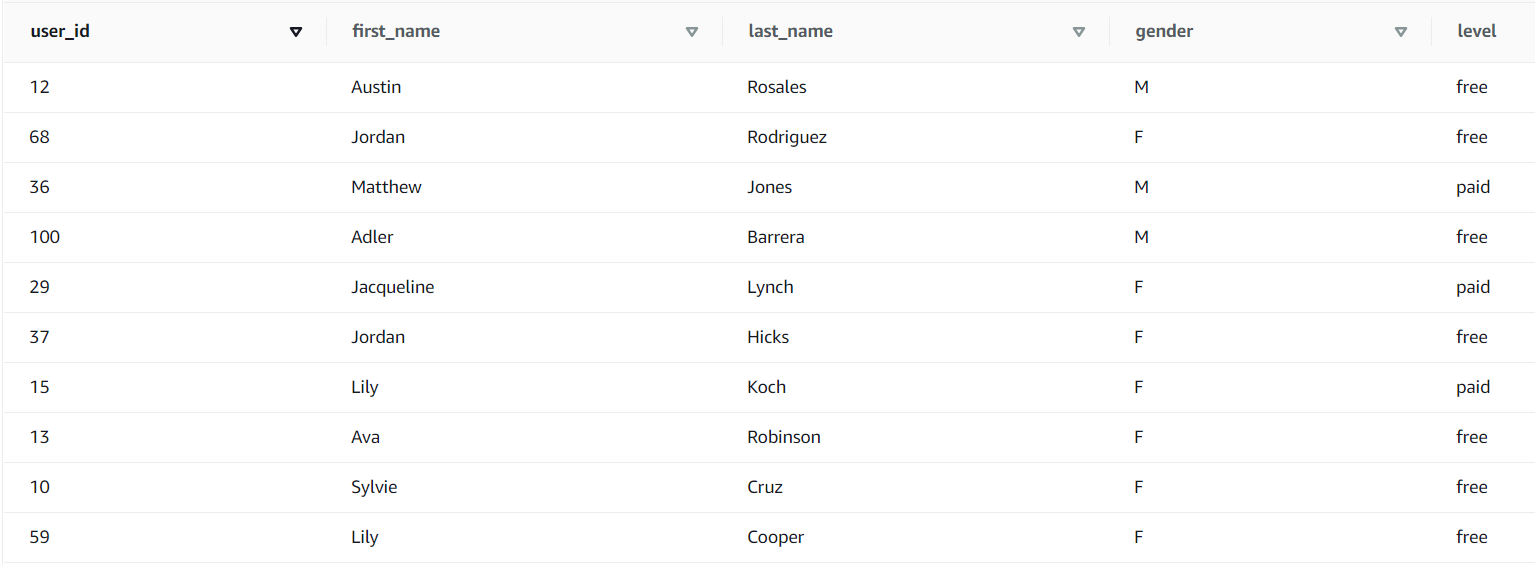 user_id first_name last_name gender level
12 Austin Rosales M free
68 Jordan Rodriguez F free
36 Matthew Jones M paid
100 Adler Barrera M free
29 Jacqueline Lynch F paid
37 Jordan Hicks F free
15 Lily Koch F paid
13 Ava Robinson F free
10 Sylvie Cruz F free
59 Lily Cooper F free